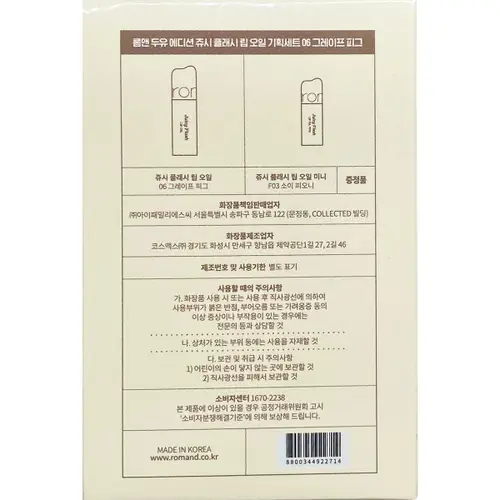 롬앤 두유 에디션 쥬시 플래시 립 오일 기획세트 06 그레이프 피그
ror
Juicy Flash
ror
Juicy Flash
쥬시 플래시 립 오일
06 그레이프 피그
쥬시 플래시 립 오일 미니
F03 소이 피오니
증정품
화장품책임판매업자
㈜아이패밀리에스씨 서울특별시 송파구 동남로 122 (문정동, COLLECTED 빌딩)
화장품제조업자
코스맥스㈜ 경기도 화성시 만세구 향남읍 제약공단1길 27, 2길 46
제조번호 및 사용기한 별도 표기
사용할 때의 주의사항
가. 화장품 사용 시 또는 사용 후 직사광선에 의하여
사용부위가 붉은 반점, 부어오름 또는 가려움증 등의
이상 증상이나 부작용이 있는 경우에는
전문의 등과 상담할 것
나. 상처가 있는 부위 등에는 사용을 자제할 것
다. 보관 및 취급 시 주의사항
1) 어린이의 손이 닿지 않는 곳에 보관할 것
2) 직사광선을 피해서 보관할 것
소비자센터 1670-2238
본 제품에 이상이 있을 경우 공정거래위원회 고시
'소비자분쟁해결기준'에 의해 보상해 드립니다.
MADE IN KOREA
www.romand.co.kr
8800344922714